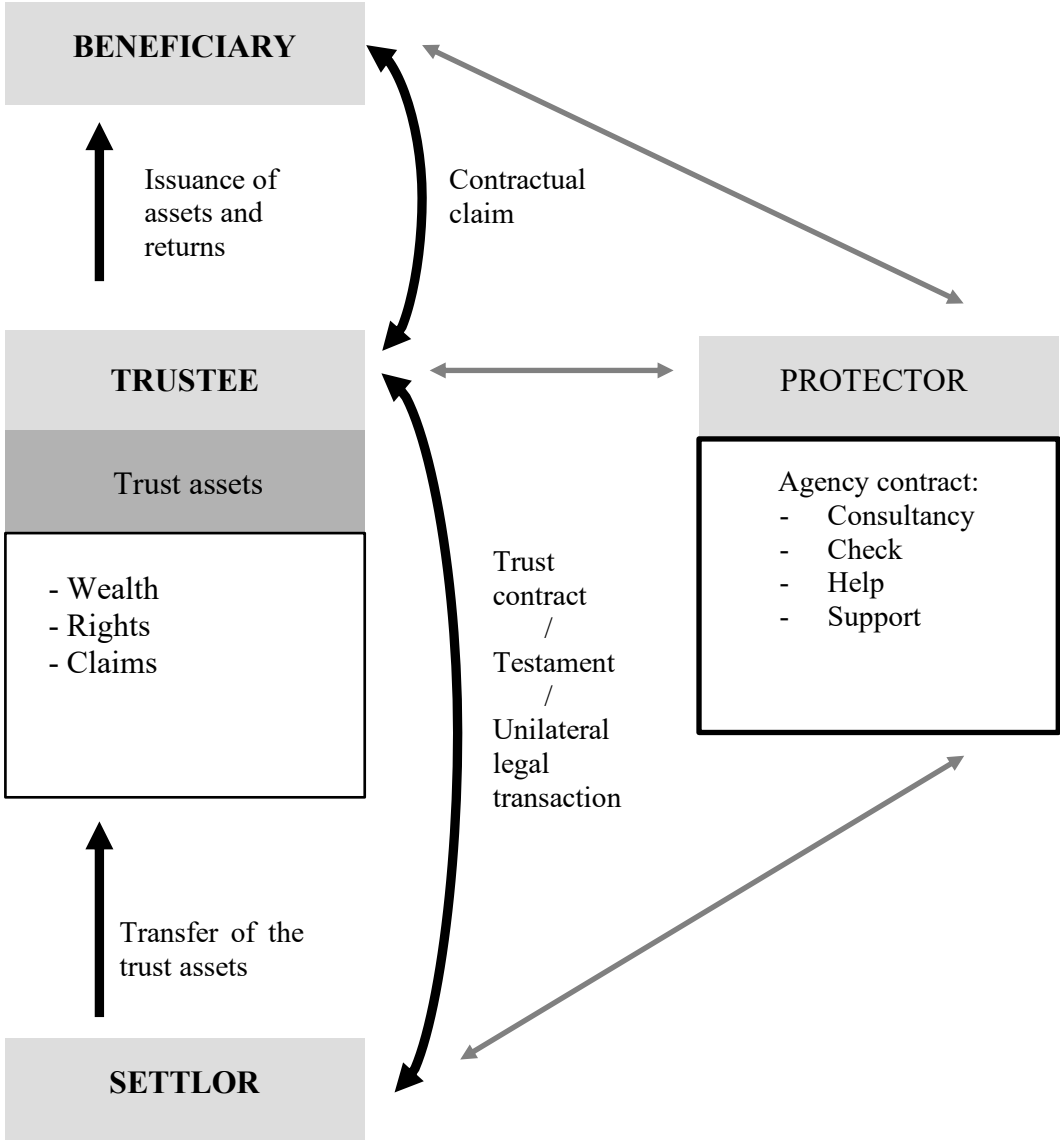 BENEFICIARY
Issuance of
assets and
returns
Contractual
claim
TRUSTEE
PROTECTOR
Trust assets
- Wealth
- Rights
- Claims
Agency contract:
- Consultancy
- Check
- Help
- Support
Trust
contract
/
Testament
/
Unilateral
legal
transaction
Transfer of the
trust assets
SETTLOR